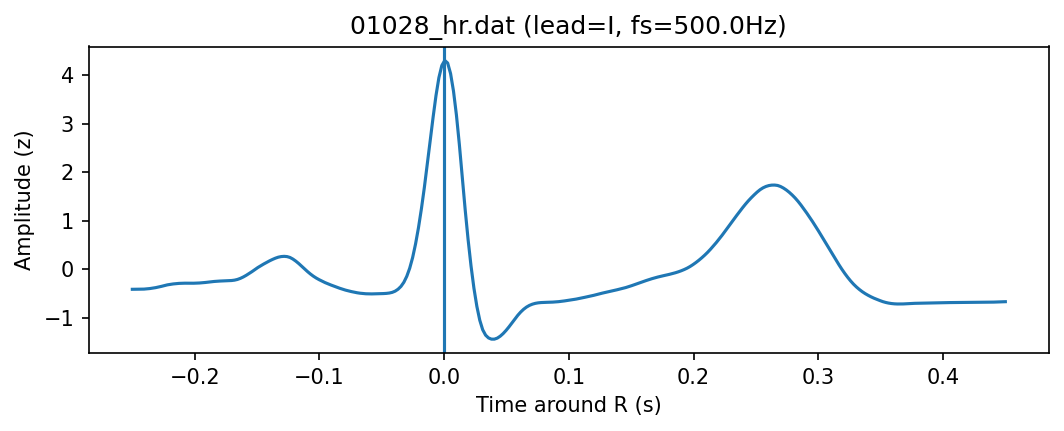 01028_hr.dat (lead=I, fs=500.0Hz)
Amplitude (z)
4
3
2
1
0
−1
−0.2 −0.1 0.0 0.1 0.2 0.3 0.4
Time around R (s)